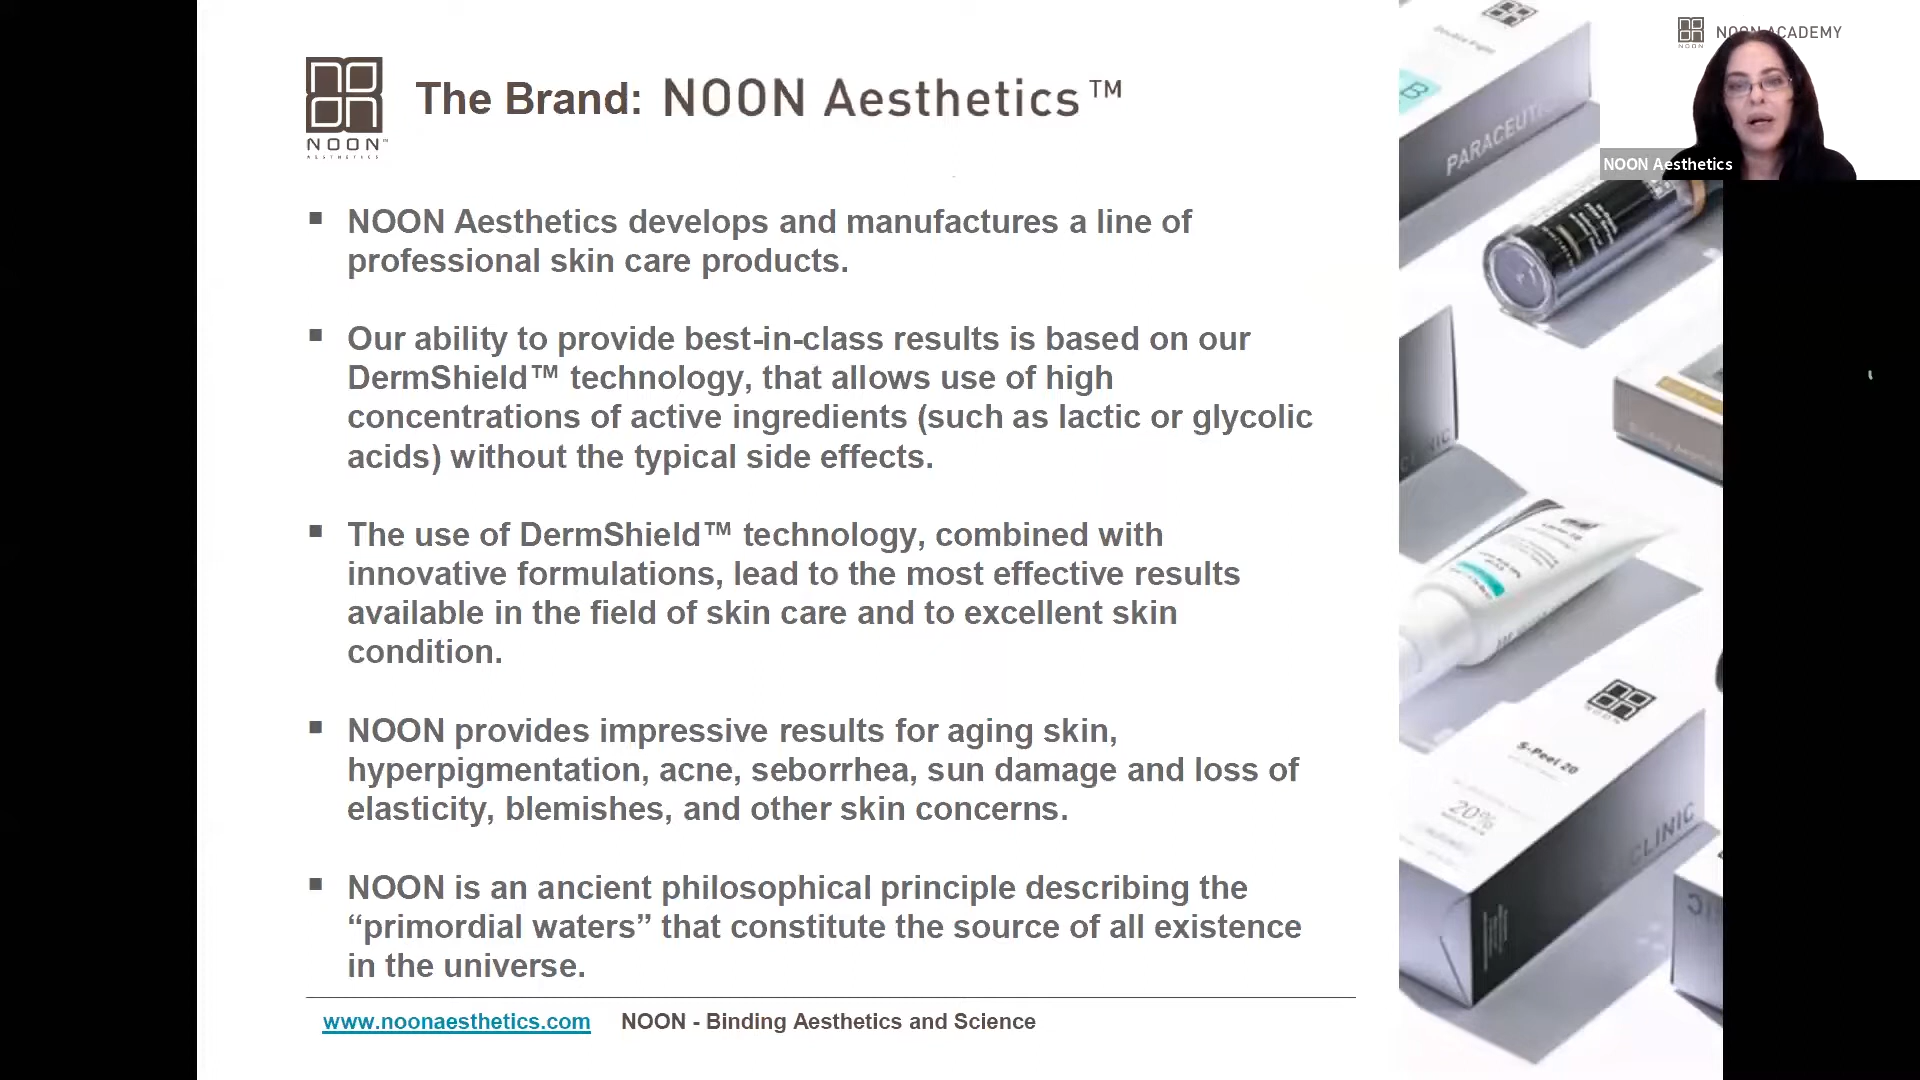 The Brand: NOON Aesthetics™
NOON™
AESTHETICS
NOON Aesthetics develops and manufactures a line of
professional skin care products.
Our ability to provide best-in-class results is based on our
DermShield™ technology, that allows use of high
concentrations of active ingredients (such as lactic or glycolic
acids) without the typical side effects.
The use of DermShield™ technology, combined with
innovative formulations, lead to the most effective results
available in the field of skin care and to excellent skin
condition.
NOON provides impressive results for aging skin,
hyperpigmentation, acne, seborrhea, sun damage and loss of
elasticity, blemishes, and other skin concerns.
NOON is an ancient philosophical principle describing the
“primordial waters” that constitute the source of all existence
in the universe.
www.noonaesthetics.com NOON - Binding Aesthetics and Science
NOON ACADEMY
NOON
NOON Aesthetics
B
NOON
S-Peel 20
20%
CLINIC